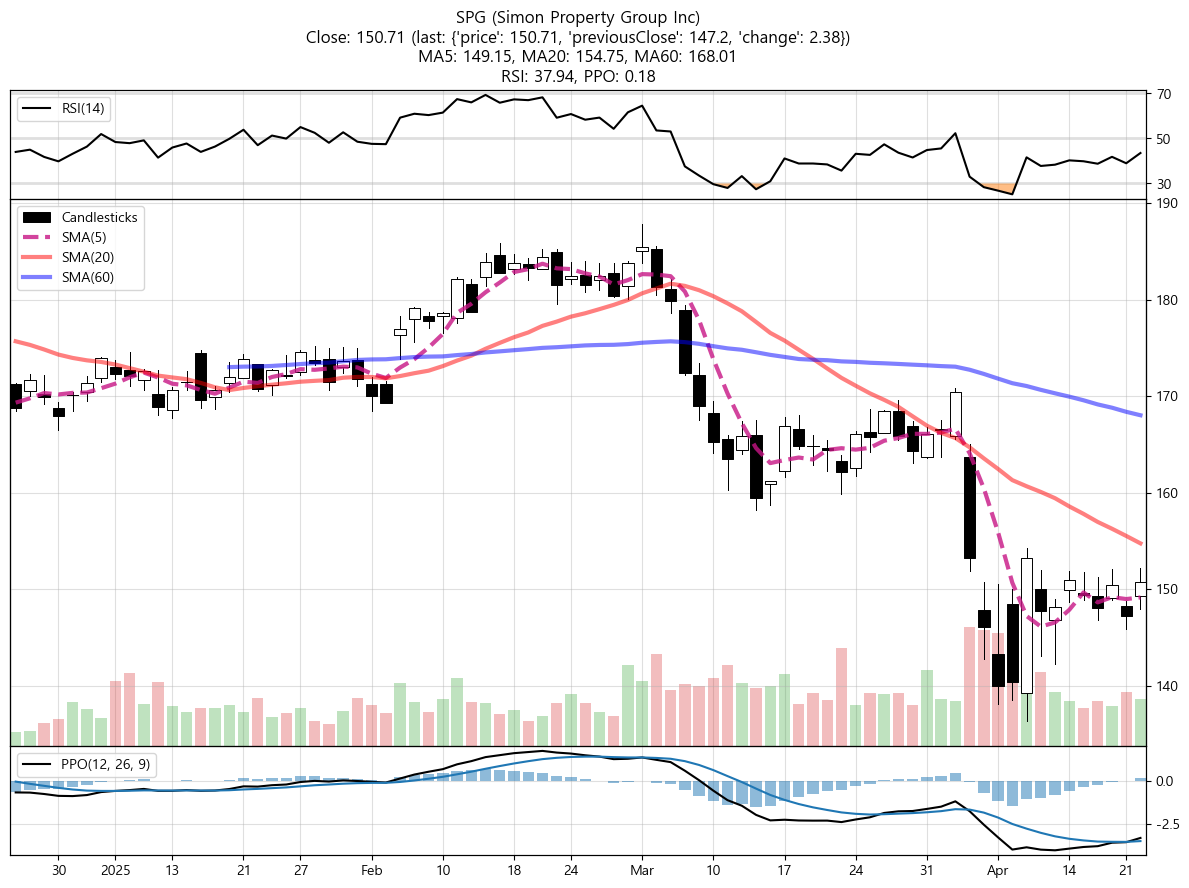 SPG (Simon Property Group Inc)
Close: 150.71 (last: {'price': 150.71, 'previousClose': 147.2, 'change': 2.38})
MA5: 149.15, MA20: 154.75, MA60: 168.01
RSI: 37.94, PPO: 0.18
RSI(14)
70
50
30
Candlesticks
SMA(5)
SMA(20)
SMA(60)
190
180
170
160
150
140
PPO(12, 26, 9)
0.0
−2.5
30 2025 13 21 27 Feb 10 18 24 Mar 10 17 24 31 Apr 14 21